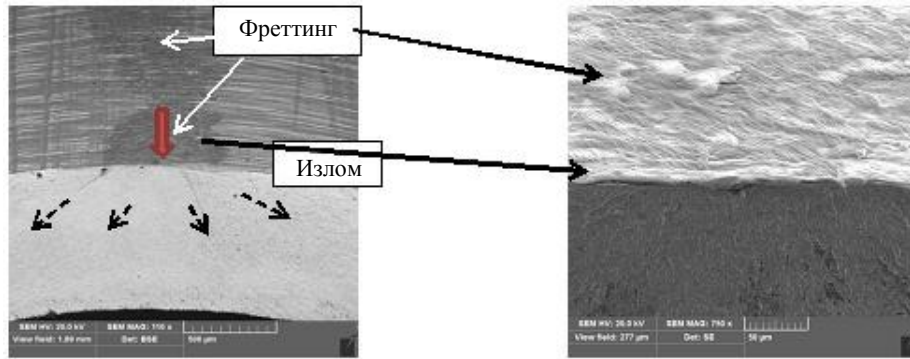 Фреттинг
Излом
SEM HV: 20.0 kV
SEM MAG: 110 x
View field: 1.89 mm
Det: BSE
500 µm
SEM HV: 20.0 kV
SEM MAG: 750 x
View field: 277 µm
Det: SE
50 µm